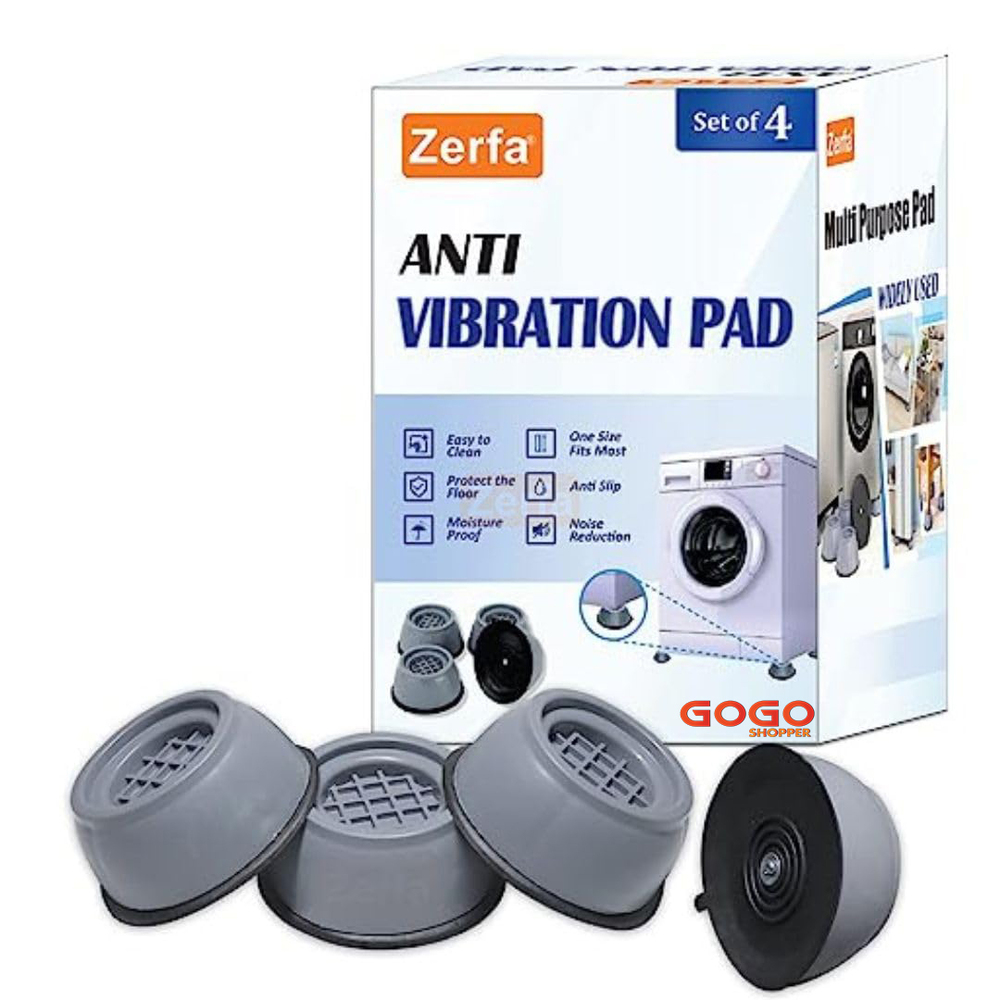 Set of 4
Zerfa®
ANTI
VIBRATION PAD
Easy to
Clean
One Size
Fits Most
Protect the
Floor
Anti Slip
Moisture
Proof
Noise
Reduction
Zerfa
Multi Purpose Pad
WIDELY USED
GOGO
SHOPPER
Zerfa